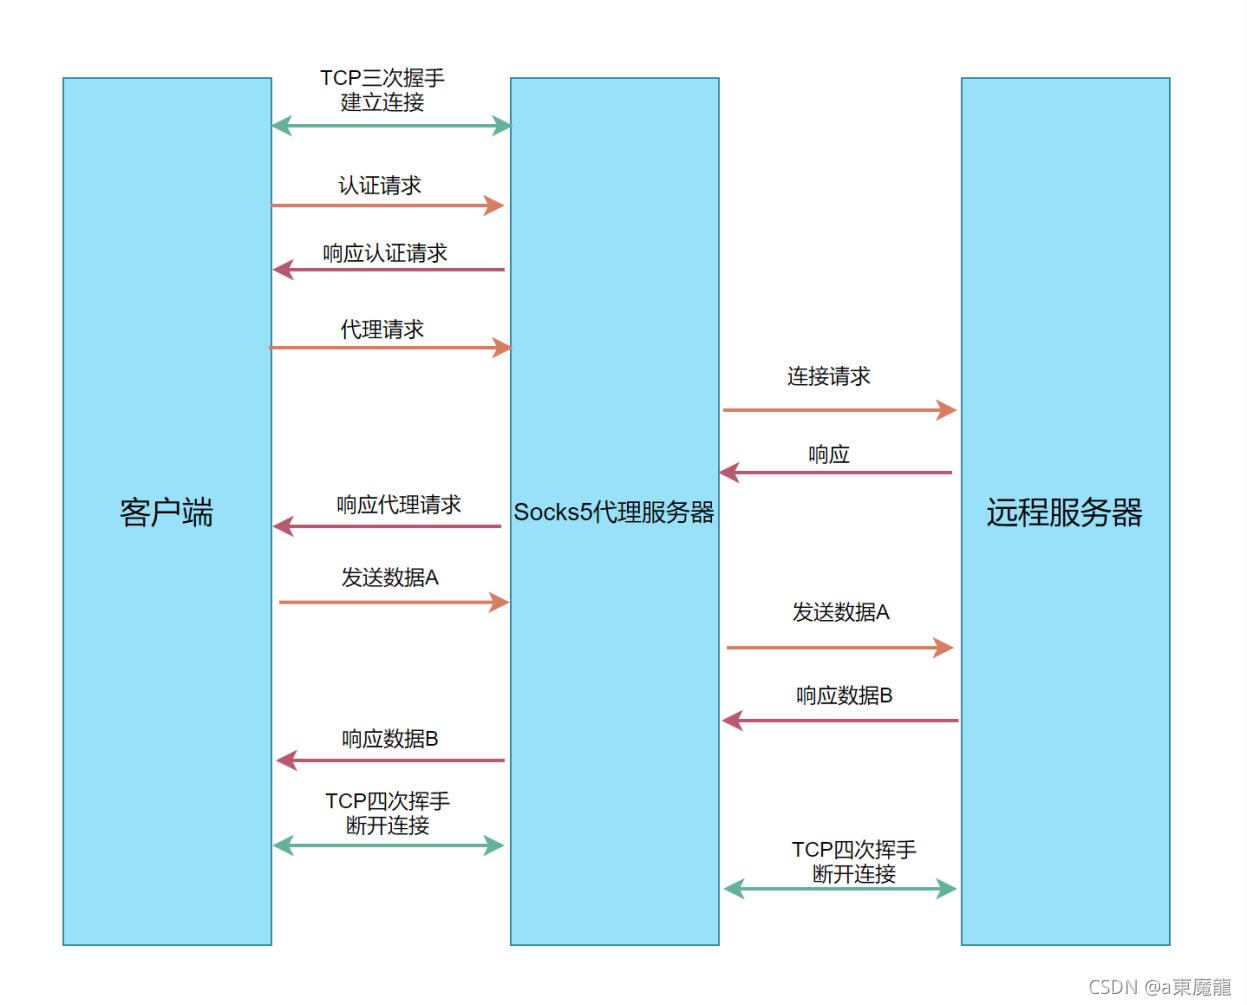 TCP三次握手
建立连接
认证请求
响应认证请求
代理请求
连接请求
响应
响应代理请求
客户端
Socks5代理服务器
远程服务器
发送数据A
发送数据A
响应数据B
响应数据B
TCP四次挥手
断开连接
TCP四次挥手
断开连接
CSDN @a東魔龍